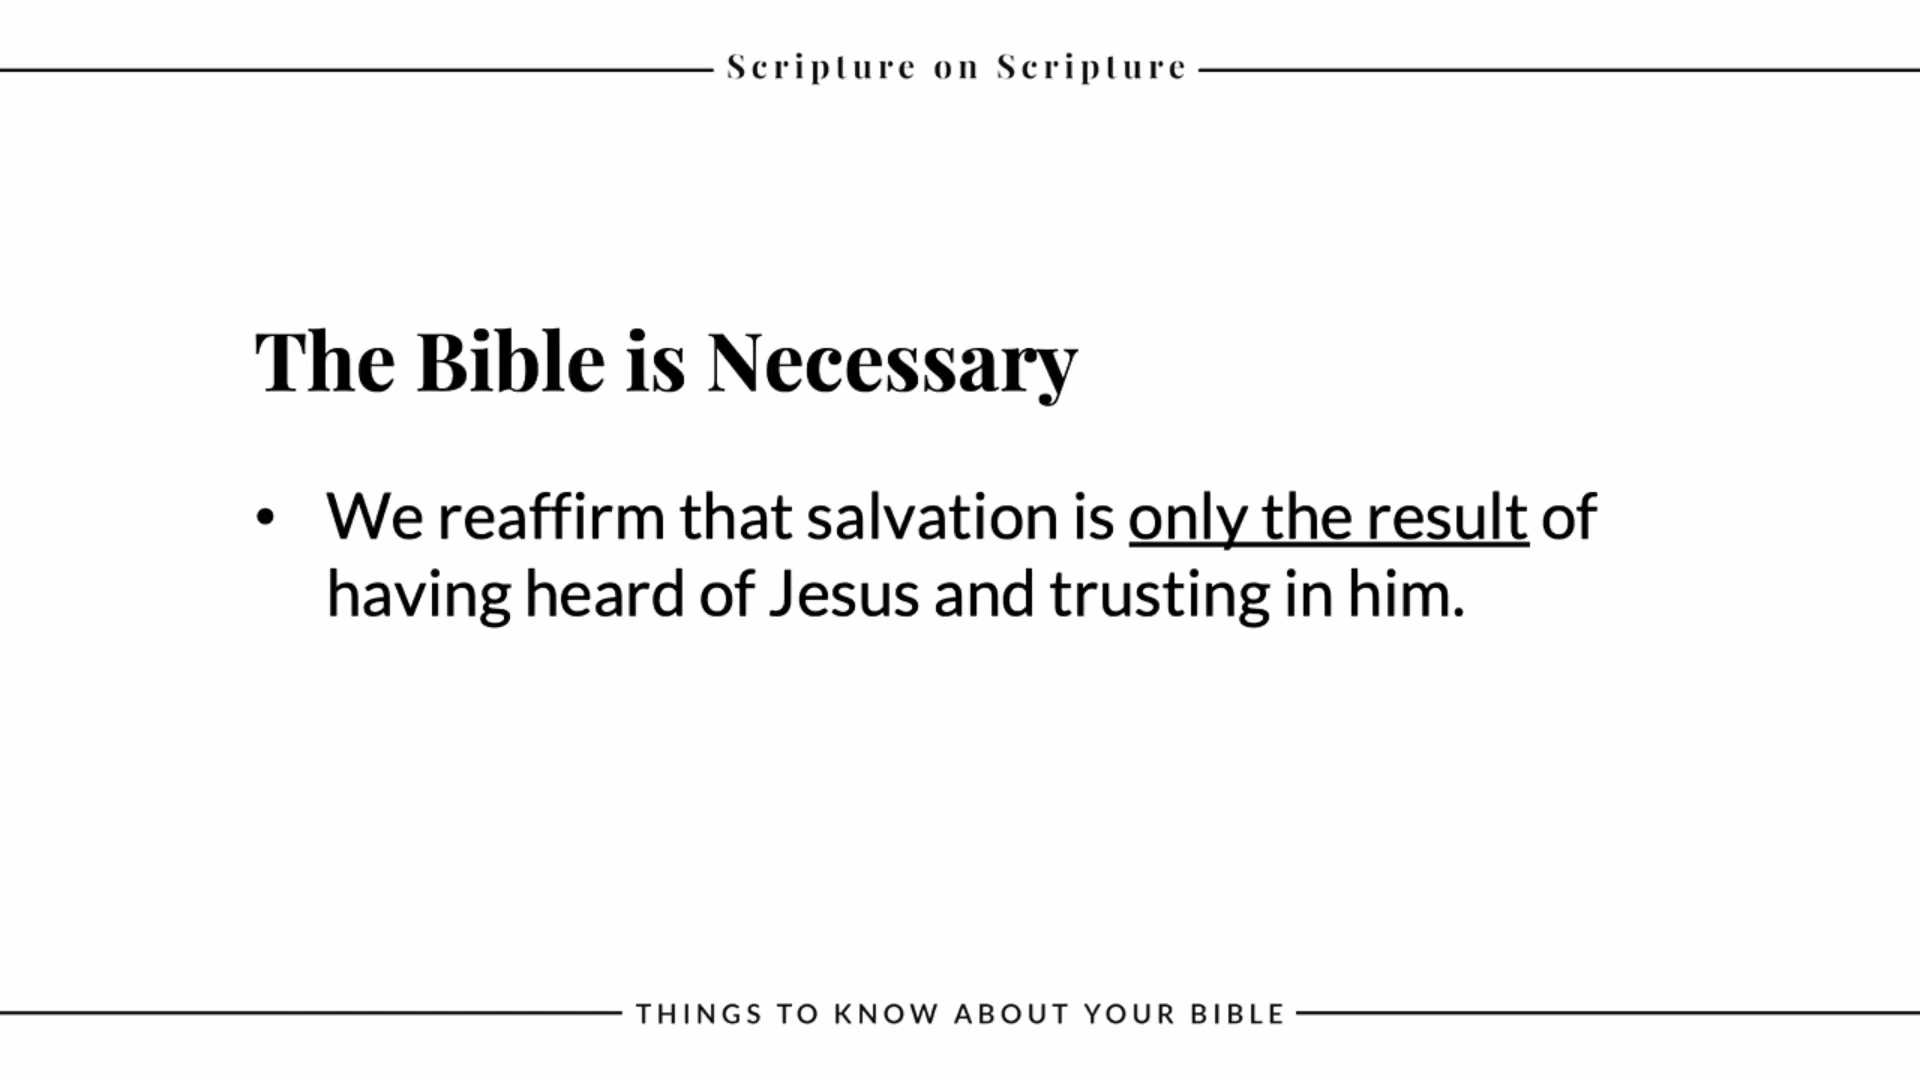 Scripture on Scripture
The Bible is Necessary
• We reaffirm that salvation is only the result of
having heard of Jesus and trusting in him.
THINGS TO KNOW ABOUT YOUR BIBLE